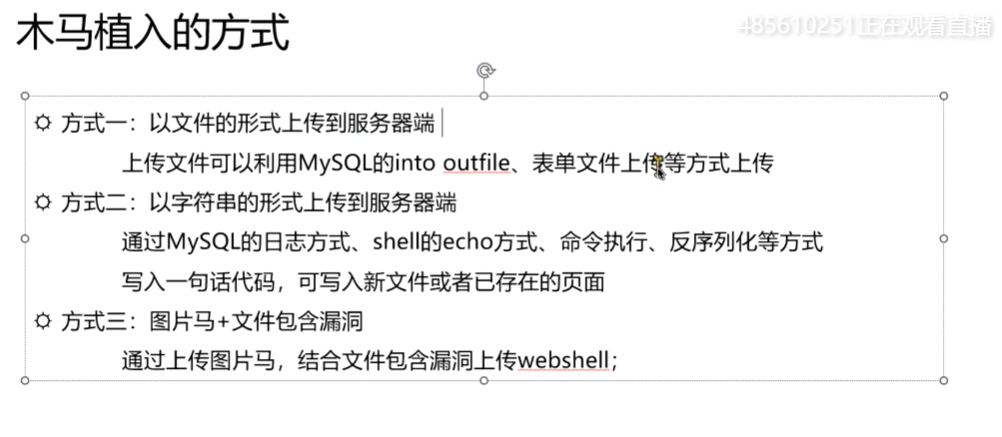 木马植入的方式
485610251正在观看直播
方式一：以文件的形式上传到服务器端
上传文件可以利用MySQL的into outfile、表单文件上传等方式上传
方式二：以字符串的形式上传到服务器端
通过MySQL的日志方式、shell的echo方式、命令执行、反序列化等方式
写入一句话代码，可写入新文件或者已存在的页面
方式三：图片马+文件包含漏洞
通过上传图片马，结合文件包含漏洞上传webshell；